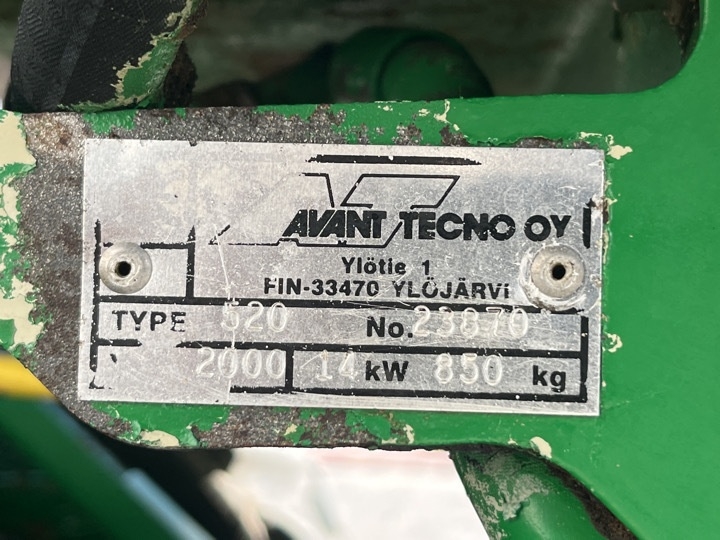 AVANT TECNO OY
Ylötie 1
FIN-33470 YLÖJÄRVI
TYPE 520 No. 23870
2000 14 kW 850 kg